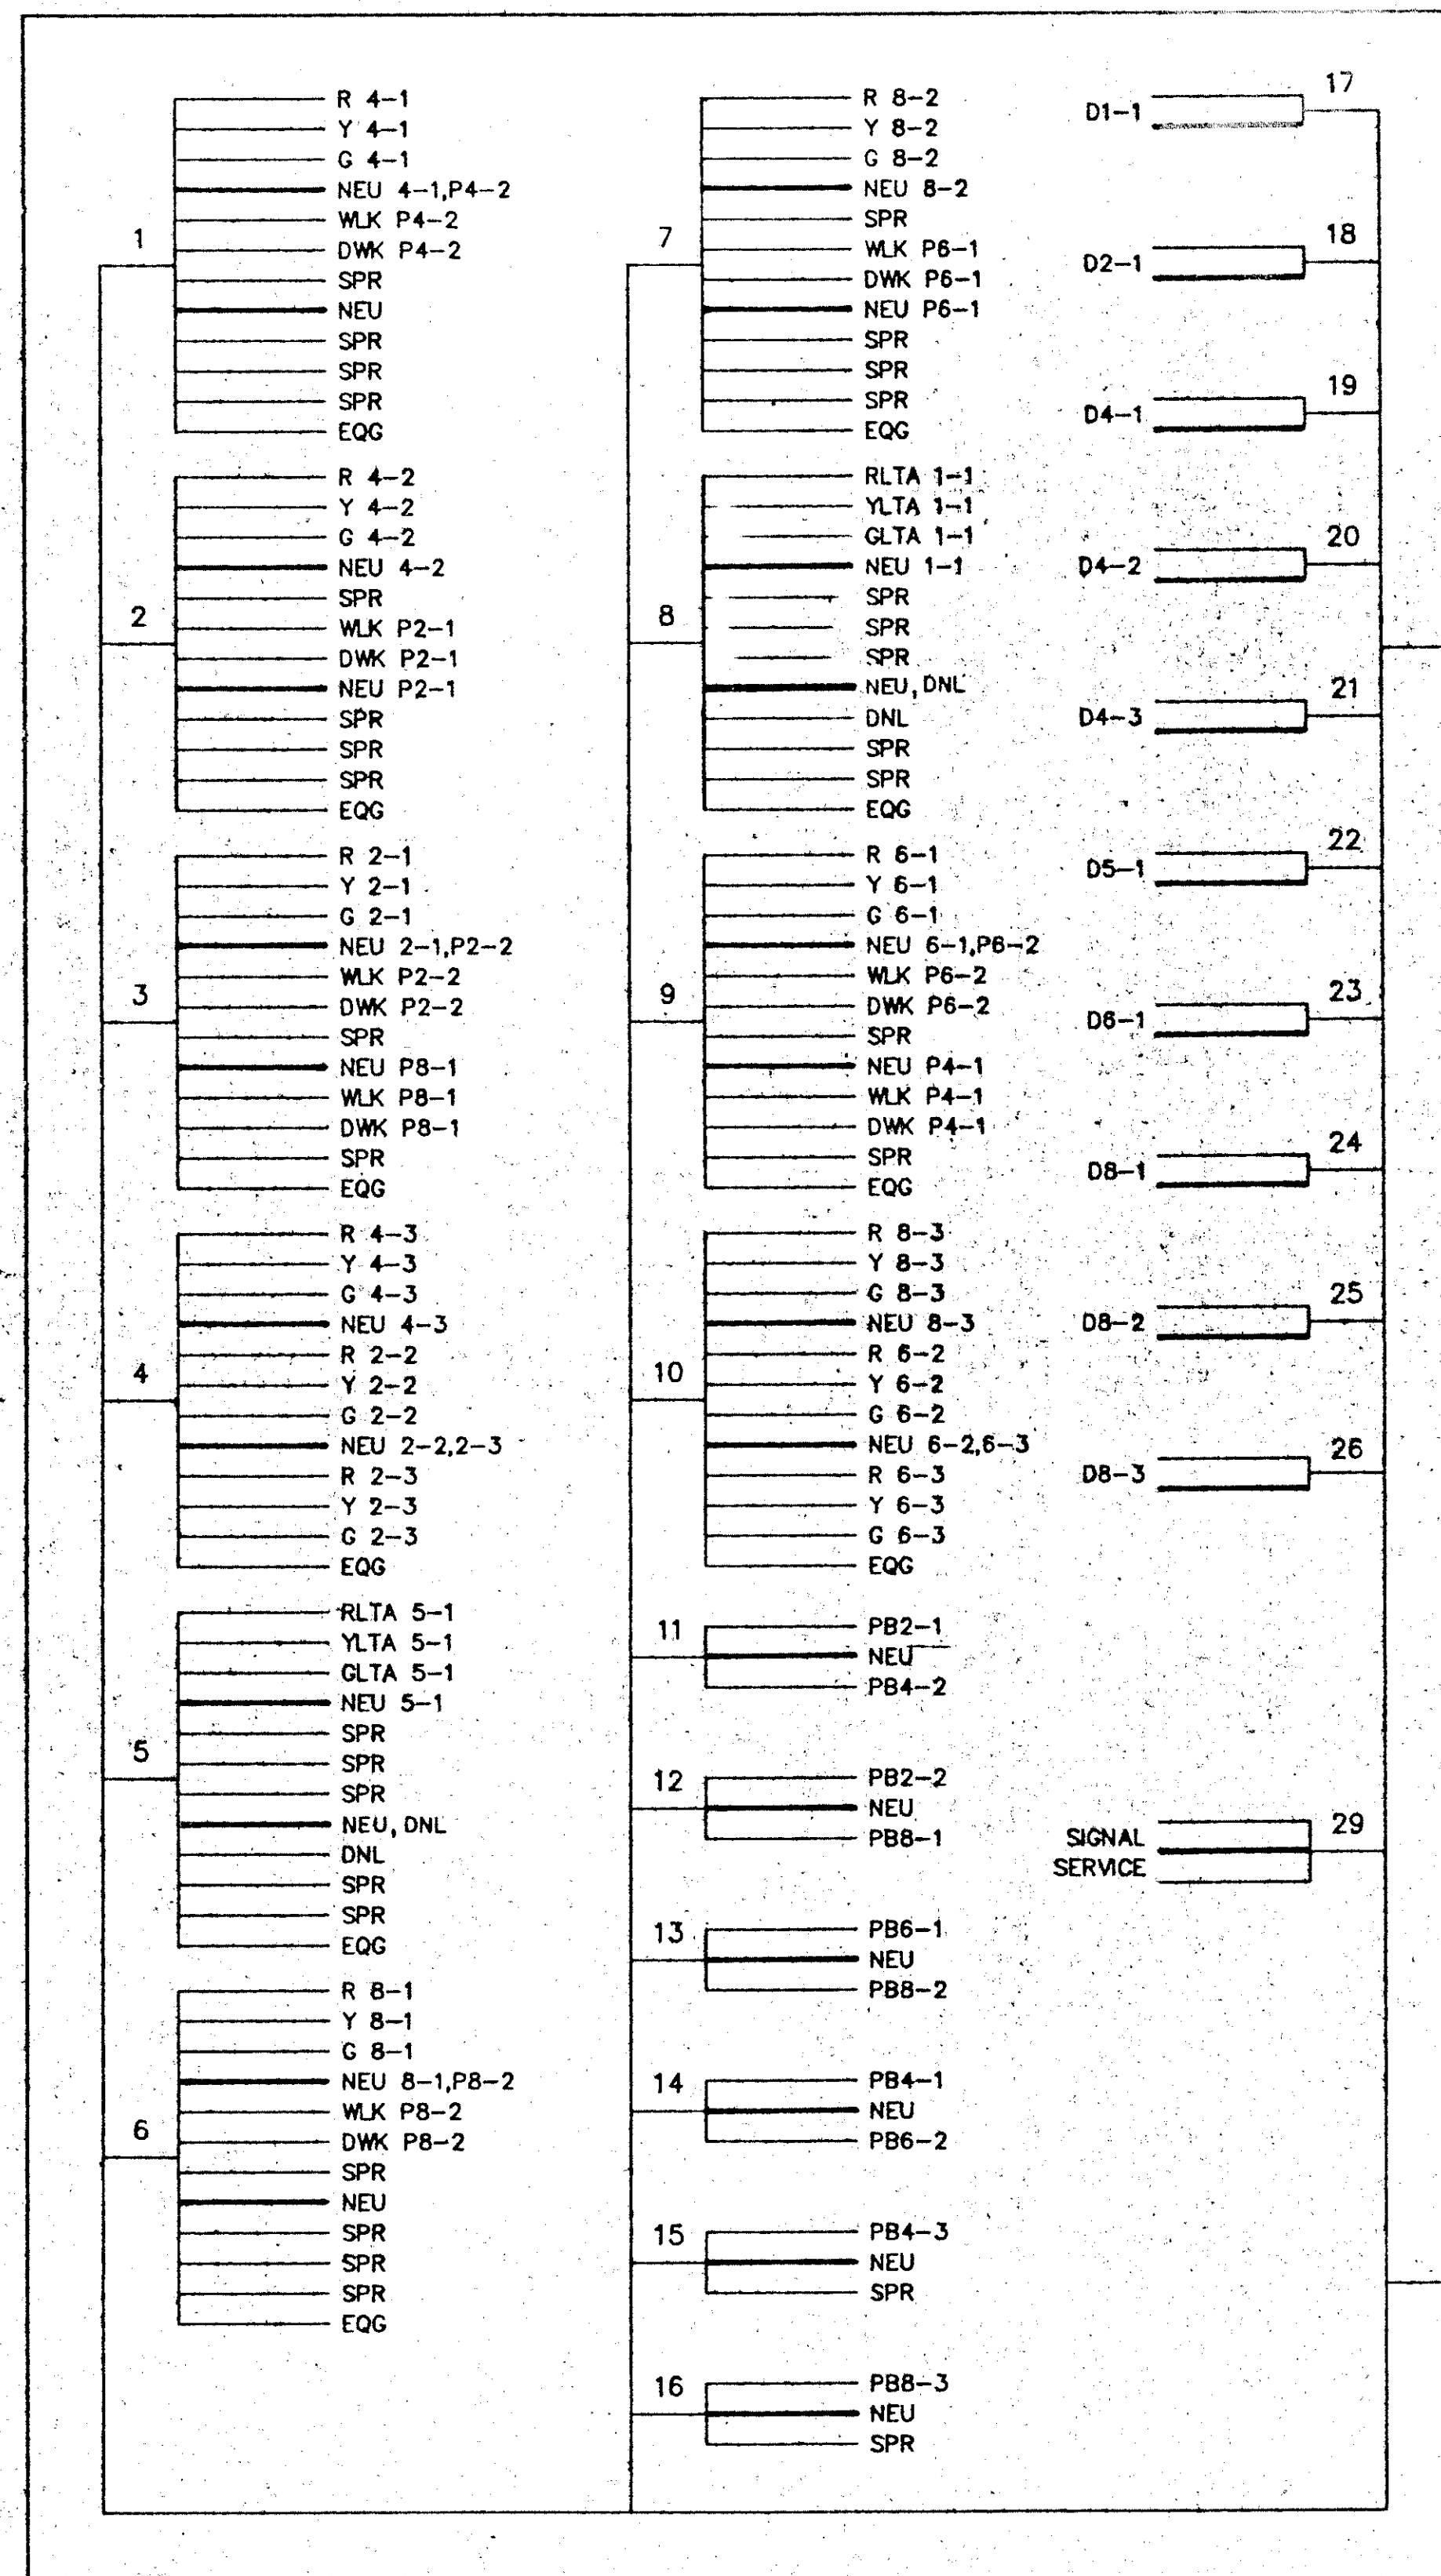 1
R 4-1
Y 4-1
G 4-1
NEU 4-1,P4-2
WLK P4-2
DWK P4-2
SPR
NEU
SPR
SPR
SPR
EQG
2
R 4-2
Y 4-2
G 4-2
NEU 4-2
SPR
WLK P2-1
DWK P2-1
NEU P2-1
SPR
SPR
SPR
EQG
3
R 2-1
Y 2-1
G 2-1
NEU 2-1,P2-2
WLK P2-2
DWK P2-2
SPR
NEU P8-1
WLK P8-1
DWK P8-1
SPR
EQG
4
R 4-3
Y 4-3
G 4-3
NEU 4-3
R 2-2
Y 2-2
G 2-2
NEU 2-2,2-3
R 2-3
Y 2-3
G 2-3
EQG
5
RLTA 5-1
YLTA 5-1
GLTA 5-1
NEU 5-1
SPR
SPR
SPR
NEU, DNL
DNL
SPR
SPR
EQG
6
R 8-1
Y 8-1
G 8-1
NEU 8-1,P8-2
WLK P8-2
DWK P8-2
SPR
NEU
SPR
SPR
SPR
EQG
7
R 8-2
Y 8-2
G 8-2
NEU 8-2
SPR
WLK P6-1
DWK P6-1
NEU P6-1
SPR
SPR
SPR
EQG
8
RLTA 1-1
YLTA 1-1
GLTA 1-1
NEU 1-1
SPR
SPR
SPR
NEU, DNL
DNL
SPR
SPR
EQG
9
R 6-1
Y 6-1
G 6-1
NEU 6-1,P6-2
WLK P6-2
DWK P6-2
SPR
NEU P4-1
WLK P4-1
DWK P4-1
SPR
EQG
10
R 8-3
Y 8-3
G 8-3
NEU 8-3
R 6-2
Y 6-2
G 6-2
NEU 6-2,6-3
R 6-3
Y 6-3
G 6-3
EQG
11
PB2-1
NEU
PB4-2
12
PB2-2
NEU
PB8-1
13
PB6-1
NEU
PB8-2
14
PB4-1
NEU
PB6-2
15
PB4-3
NEU
SPR
16
PB8-3
NEU
SPR
D1-1 17
D2-1 18
D4-1 19
D4-2 20
D4-3 21
D5-1 22
D6-1 23
D8-1 24
D8-2 25
D8-3 26
SIGNAL 29
SERVICE